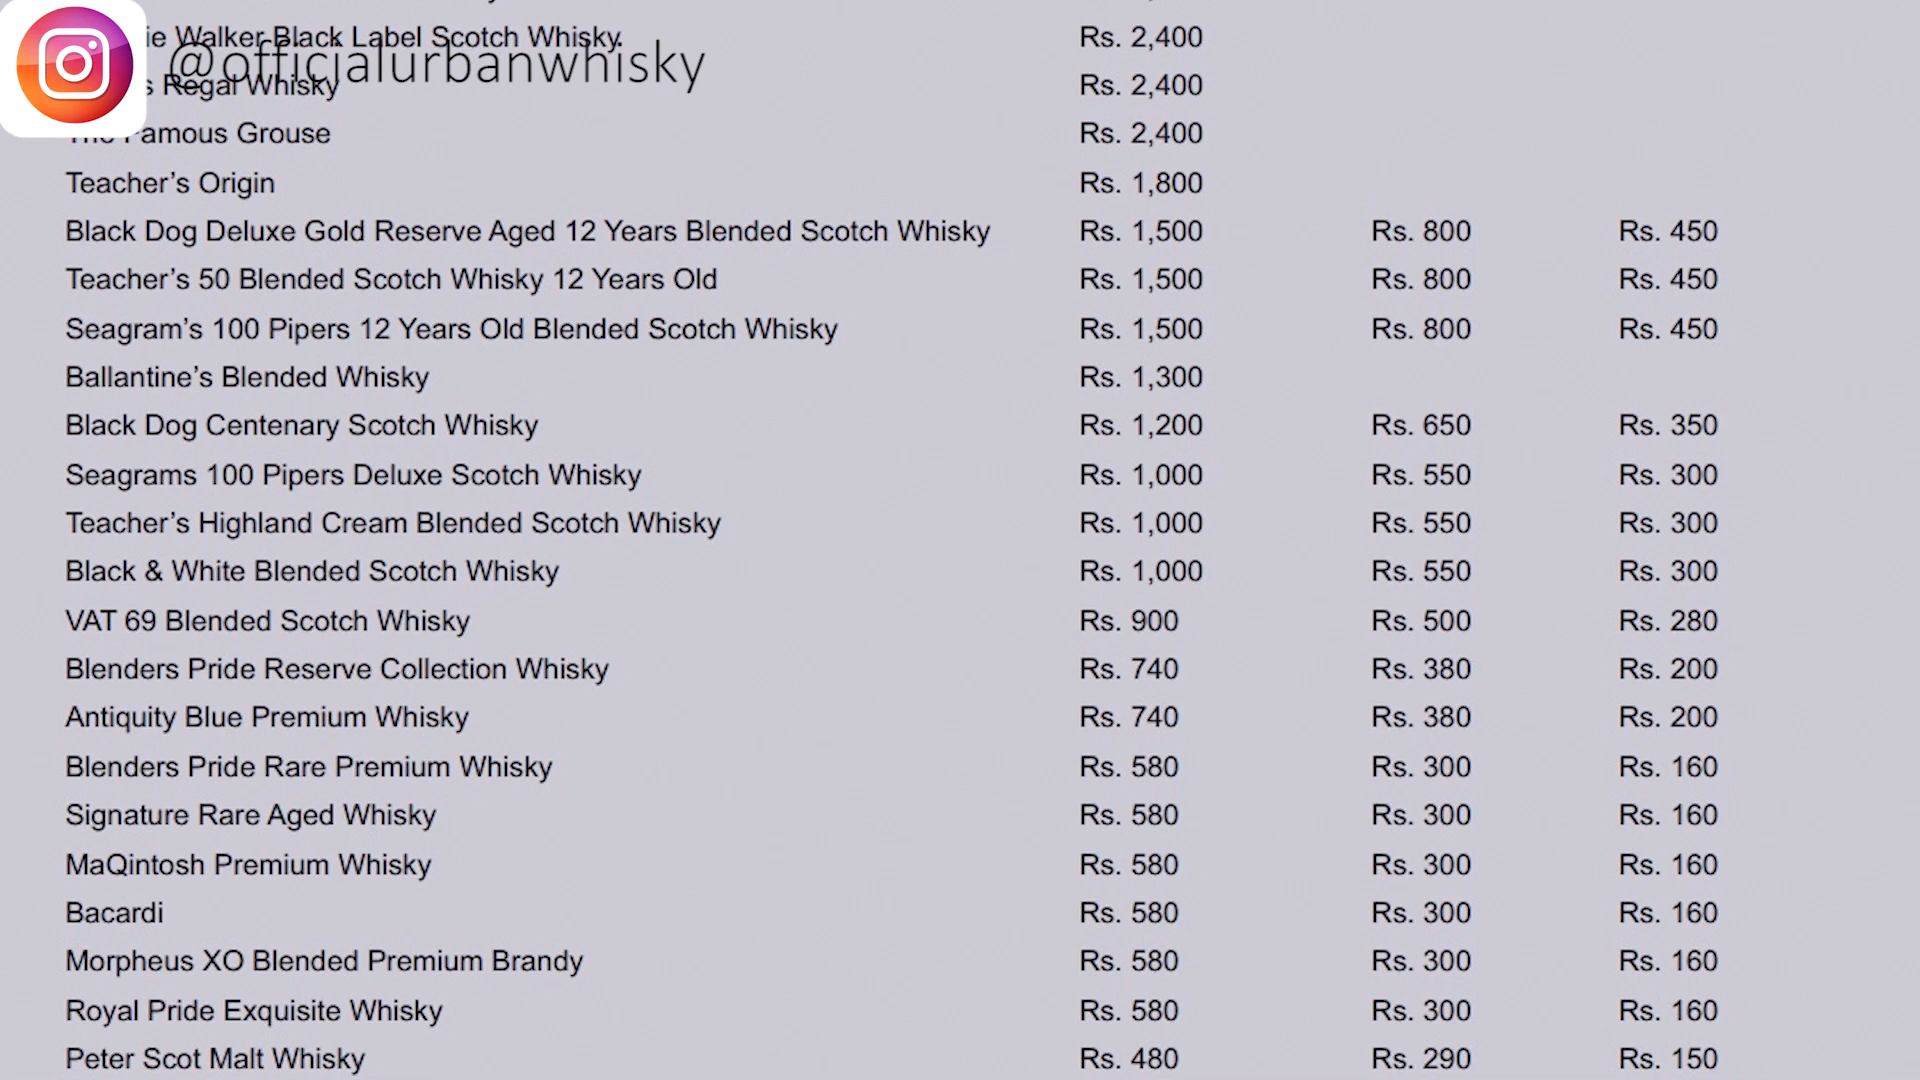 ie Walker Black Label Scotch Whisky. Rs. 2,400
@officialurbanwhisky
s Regal Whisky Rs. 2,400
The Famous Grouse Rs. 2,400
Teacher’s Origin Rs. 1,800
Black Dog Deluxe Gold Reserve Aged 12 Years Blended Scotch Whisky Rs. 1,500 Rs. 800 Rs. 450
Teacher’s 50 Blended Scotch Whisky 12 Years Old Rs. 1,500 Rs. 800 Rs. 450
Seagram’s 100 Pipers 12 Years Old Blended Scotch Whisky Rs. 1,500 Rs. 800 Rs. 450
Ballantine’s Blended Whisky Rs. 1,300
Black Dog Centenary Scotch Whisky Rs. 1,200 Rs. 650 Rs. 350
Seagrams 100 Pipers Deluxe Scotch Whisky Rs. 1,000 Rs. 550 Rs. 300
Teacher’s Highland Cream Blended Scotch Whisky Rs. 1,000 Rs. 550 Rs. 300
Black & White Blended Scotch Whisky Rs. 1,000 Rs. 550 Rs. 300
VAT 69 Blended Scotch Whisky Rs. 900 Rs. 500 Rs. 280
Blenders Pride Reserve Collection Whisky Rs. 740 Rs. 380 Rs. 200
Antiquity Blue Premium Whisky Rs. 740 Rs. 380 Rs. 200
Blenders Pride Rare Premium Whisky Rs. 580 Rs. 300 Rs. 160
Signature Rare Aged Whisky Rs. 580 Rs. 300 Rs. 160
MaQintosh Premium Whisky Rs. 580 Rs. 300 Rs. 160
Bacardi Rs. 580 Rs. 300 Rs. 160
Morpheus XO Blended Premium Brandy Rs. 580 Rs. 300 Rs. 160
Royal Pride Exquisite Whisky Rs. 580 Rs. 300 Rs. 160
Peter Scot Malt Whisky Rs. 480 Rs. 290 Rs. 150